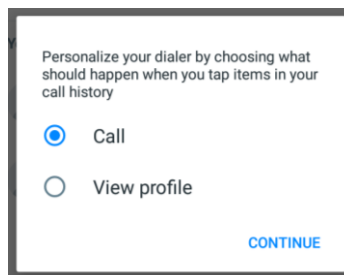 Personalize your dialer by choosing what
should happen when you tap items in your
call history
Call
View profile
CONTINUE